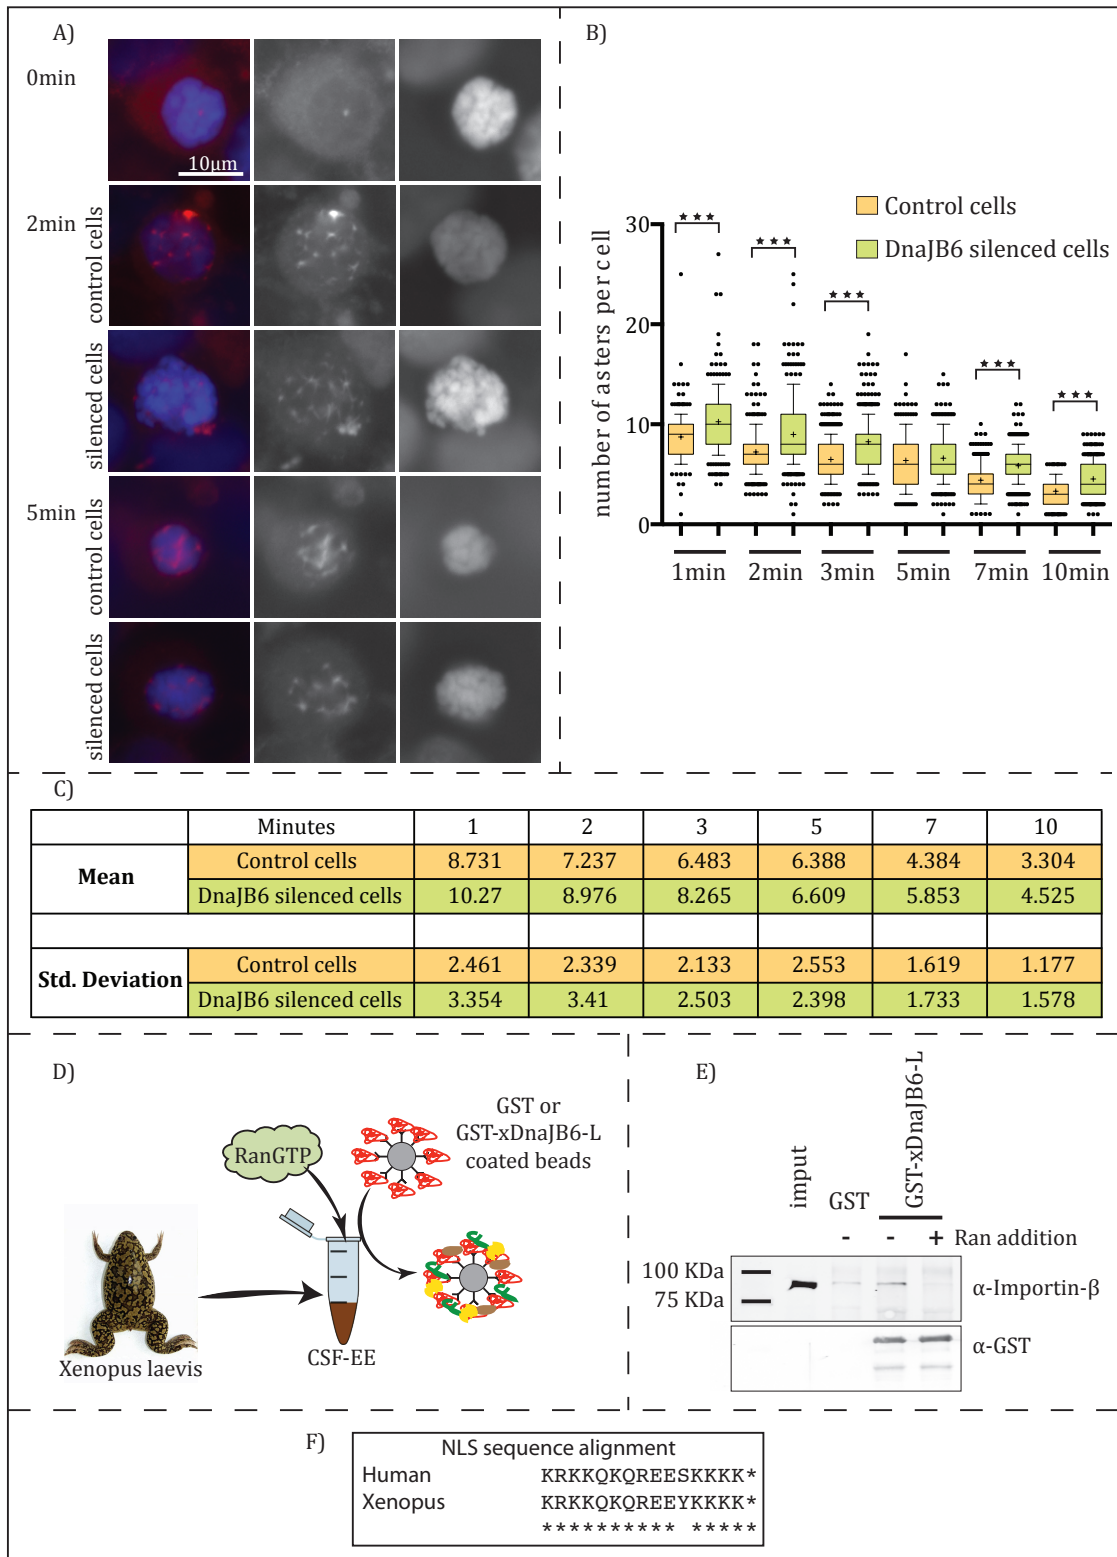 A)
0min
10µm
2min
control cells
silenced cells
5min
control cells
silenced cells
B)
Control cells
DnaJB6 silenced cells
number of asters per cell
30
20
10
0
★★★
★★★
★★★
★★★
★★★
1min 2min 3min 5min 7min 10min
C)
Minutes 1 2 3 5 7 10
Mean
Control cells 8.731 7.237 6.483 6.388 4.384 3.304
DnaJB6 silenced cells 10.27 8.976 8.265 6.609 5.853 4.525
Std. Deviation
Control cells 2.461 2.339 2.133 2.553 1.619 1.177
DnaJB6 silenced cells 3.354 3.41 2.503 2.398 1.733 1.578
D)
RanGTP
GST or
GST-xDnaJB6-L
coated beads
Xenopus laevis
CSF-EE
E)
imput
GST
GST-xDnaJB6-L
- - + Ran addition
100 KDa
75 KDa
α-Importin-β
α-GST
F)
NLS sequence alignment
Human KRKKQKQREESKKKK*
Xenopus KRKKQKQREEYKKKK*
********** *****